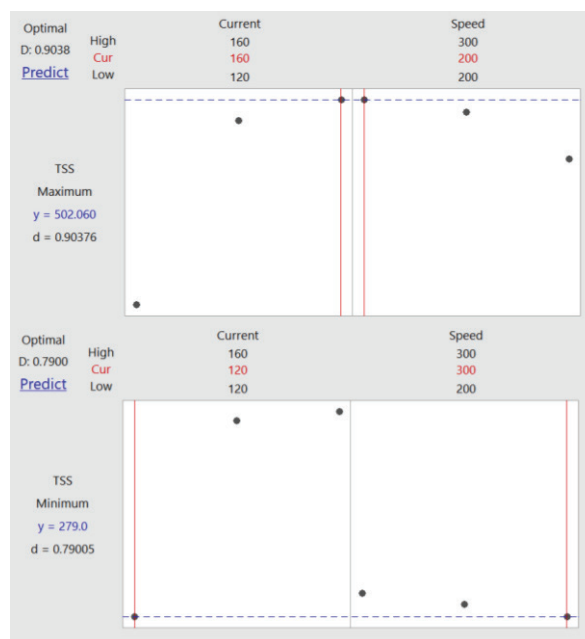 Optimal Current Speed
D: 0.9038 High 160 300
Cur 160 200
Predict Low 120 200
TSS
Maximum
y = 502.060
d = 0.90376
Optimal Current Speed
D: 0.7900 High 160 300
Cur 120 300
Predict Low 120 200
TSS
Minimum
y = 279.0
d = 0.79005